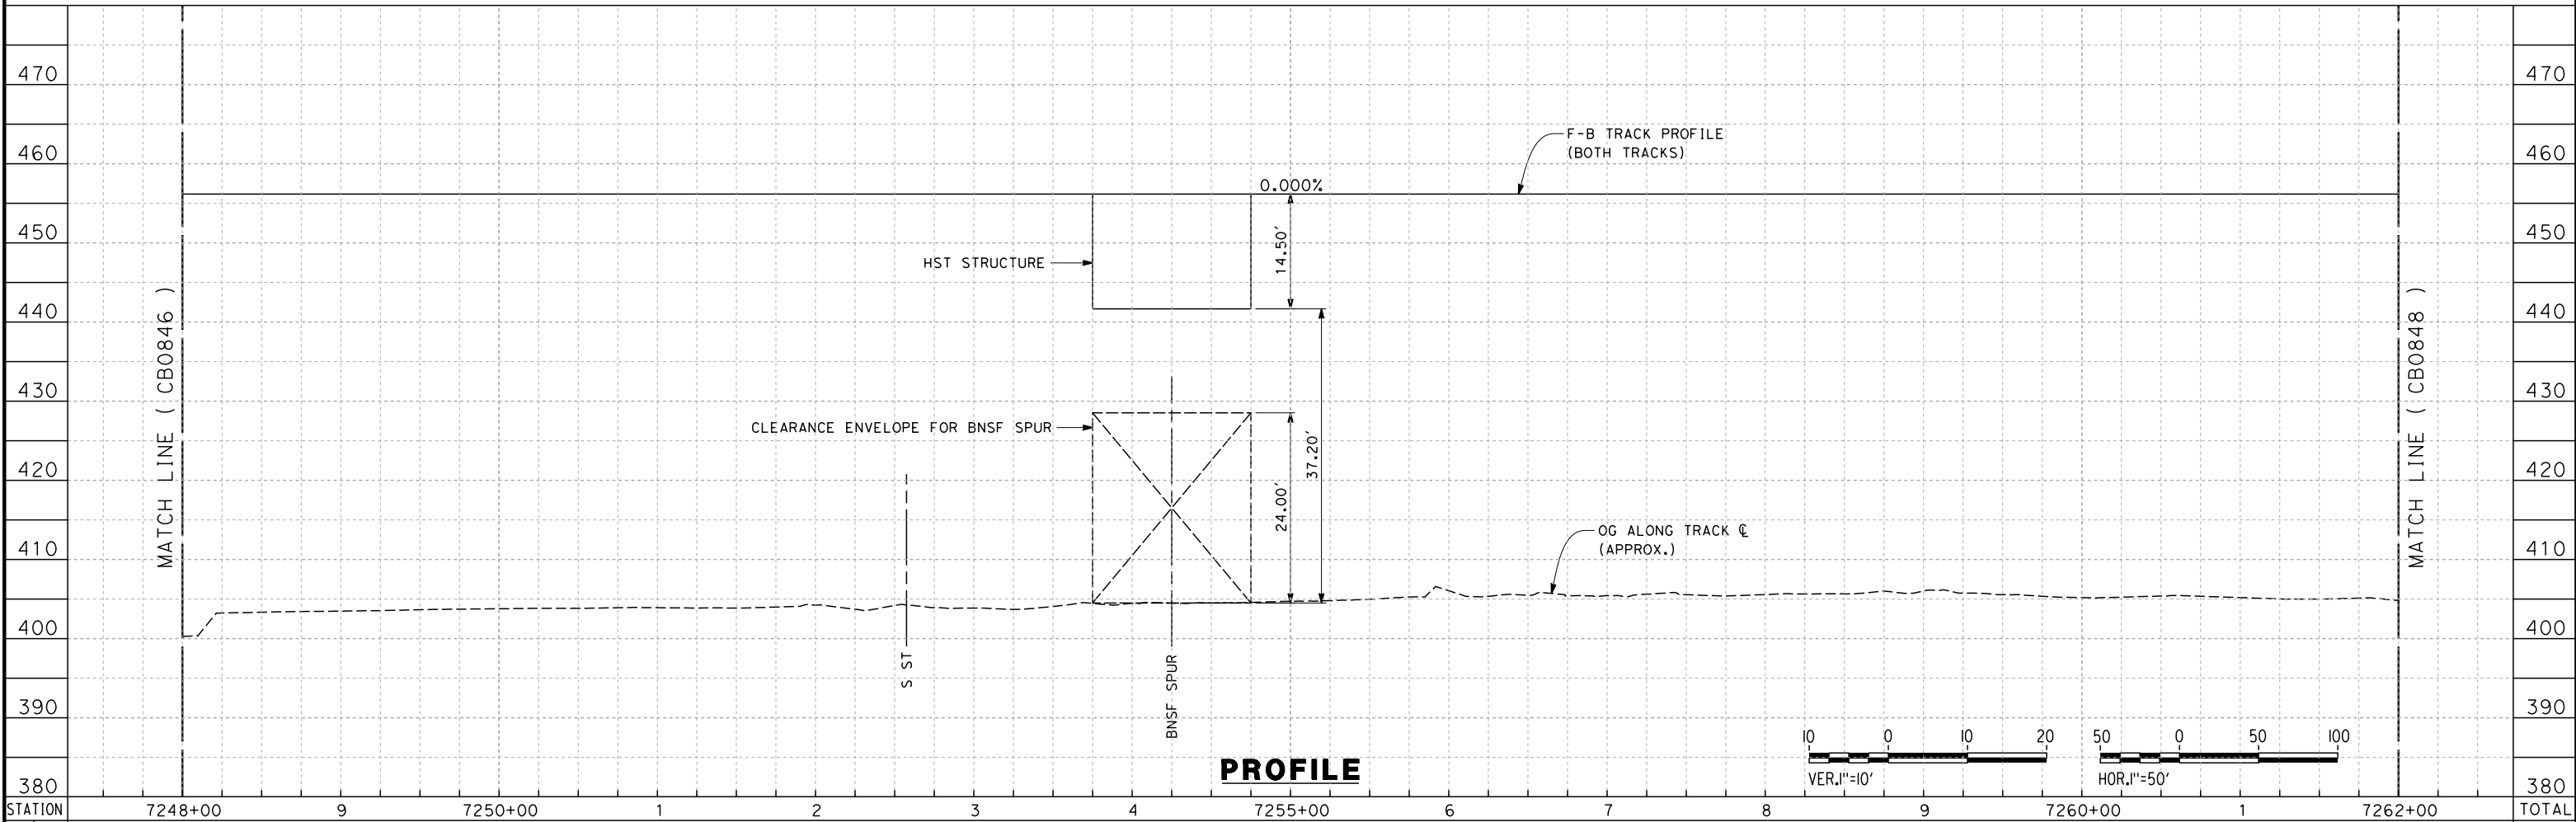 470
470
F-B TRACK PROFILE
(BOTH TRACKS)
460
460
0.000%
450
450
14.50'
HST STRUCTURE
440
440
MATCH LINE ( CB0846 )
MATCH LINE ( CB0848 )
430
430
CLEARANCE ENVELOPE FOR BNSF SPUR
37.20'
420
420
24.00'
OG ALONG TRACK ℄
(APPROX.)
410
410
400
400
S ST
BNSF SPUR
390
390
10 0 10 20
VER.1"=10'
50 0 50 100
HOR.1"=50'
PROFILE
380
380
STATION 7248+00 9 7250+00 1 2 3 4 7255+00 6 7 8 9 7260+00 1 7262+00 TOTAL